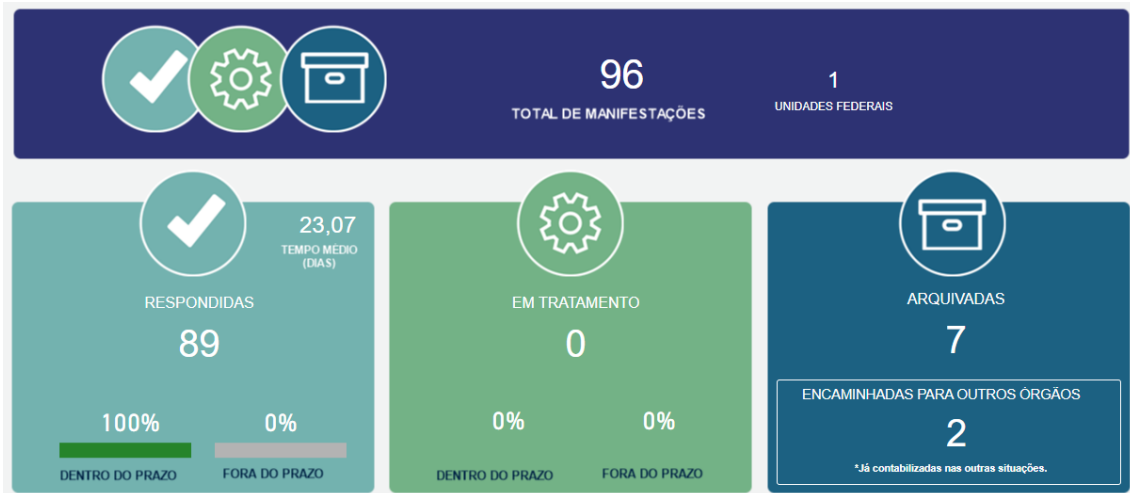 96
TOTAL DE MANIFESTAÇÕES
1
UNIDADES FEDERAIS
23,07
TEMPO MÉDIO
(DIAS)
RESPONDIDAS
89
100%
0%
DENTRO DO PRAZO
FORA DO PRAZO
EM TRATAMENTO
0
0%
0%
DENTRO DO PRAZO
FORA DO PRAZO
ARQUIVADAS
7
ENCAMINHADAS PARA OUTROS ÓRGÃOS
2
*Já contabilizadas nas outras situações.